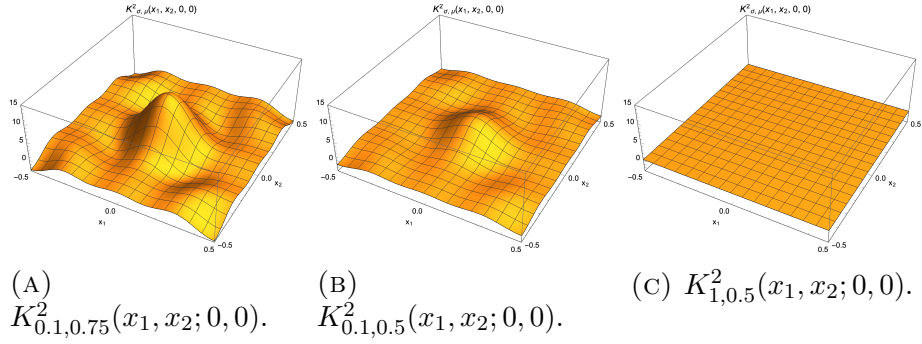 K²σ,μ(x₁, x₂, 0, 0)
15
10
5
0
-0.5
0.0
x₁
0.5
-0.5
0.0
x₂
0.5
K²σ,μ(x₁, x₂, 0, 0)
15
10
5
0
-0.5
0.0
x₁
0.5
-0.5
0.0
x₂
0.5
K²σ,μ(x₁, x₂, 0, 0)
15
10
5
0
-0.5
0.0
x₁
0.5
-0.5
0.0
x₂
0.5
(A)
K²0.1,0.75(x₁, x₂; 0, 0).
(B)
K²0.1,0.5(x₁, x₂; 0, 0).
(C) K²1,0.5(x₁, x₂; 0, 0).